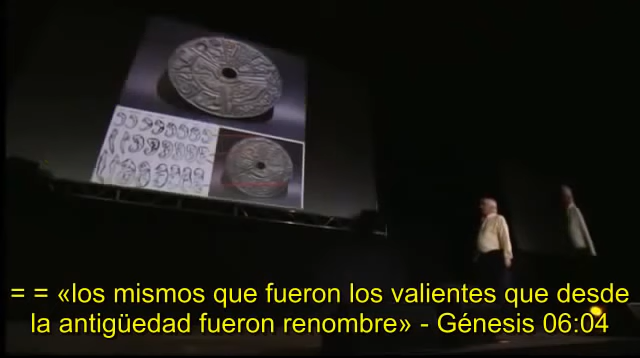 = = «los mismos que fueron los valientes que desde
la antigüedad fueron renombre» - Génesis 06:04